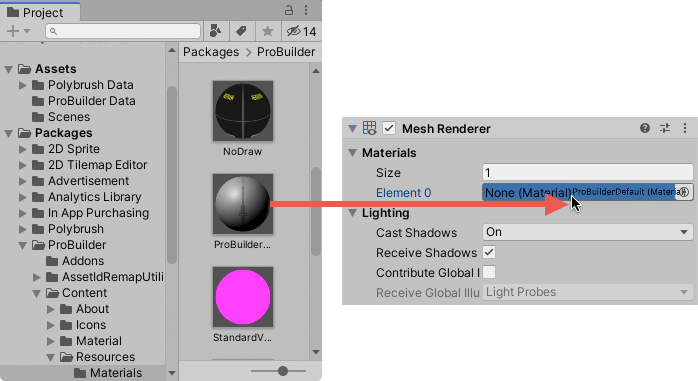 Project
14
Assets
Polybrush Data
ProBuilder Data
Scenes
Packages
2D Sprite
2D Tilemap Editor
Advertisement
Analytics Library
In App Purchasing
Polybrush
ProBuilder
Addons
AssetIdRemapUtili
Content
About
Icons
Material
Resources
Materials
Packages > ProBuilder
NoDraw
ProBuilder...
StandardV...
Mesh Renderer
Materials
Size 1
Element 0 None (Material) ProBuilderDefault (Material)
Lighting
Cast Shadows On
Receive Shadows
Contribute Global I
Receive Global Illu Light Probes